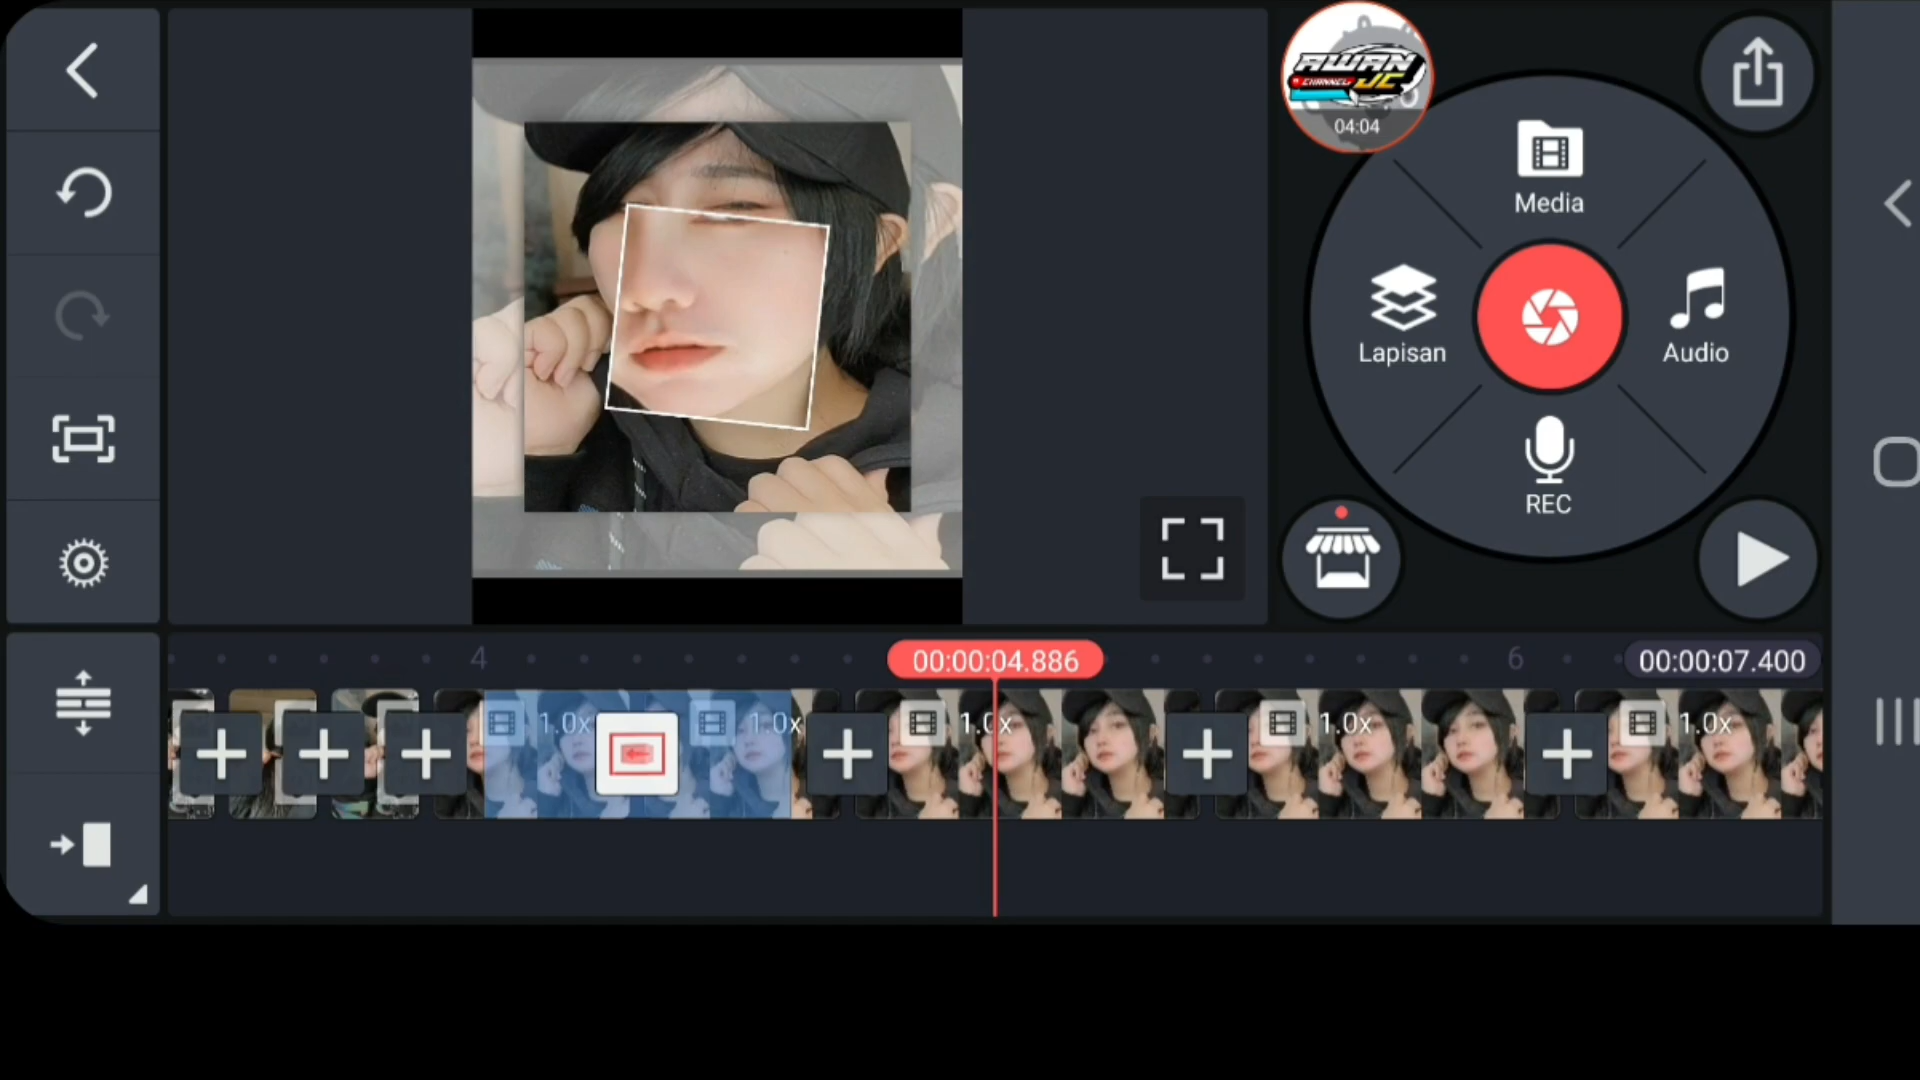 AWAN
CHANNEL JC
04:04
Media
Lapisan
Audio
REC
4
00:00:04.886
6
00:00:07.400
1.0x
1.0x
1.0x
1.0x
1.0x